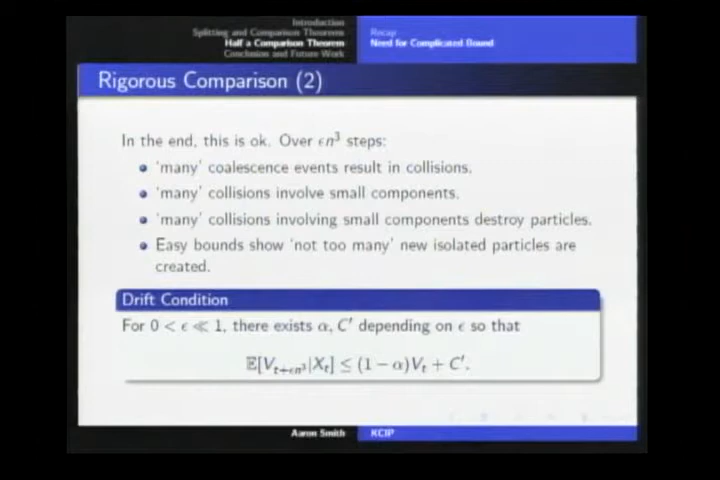 Introduction
Splitting and Comparison Theorems
Half a Comparison Theorem
Conclusion and Future Work
Recap
Need for Complicated Bound
Rigorous Comparison (2)
In the end, this is ok. Over ϵn³ steps:
'many' coalescence events result in collisions.
'many' collisions involve small components.
'many' collisions involving small components destroy particles.
Easy bounds show 'not too many' new isolated particles are
created.
Drift Condition
For 0 < ϵ ≪ 1, there exists α, C′ depending on ϵ so that
𝔼[V_{t+ϵn³}|X_t] ≤ (1 − α)V_t + C′.
Aaron Smith
KCIP